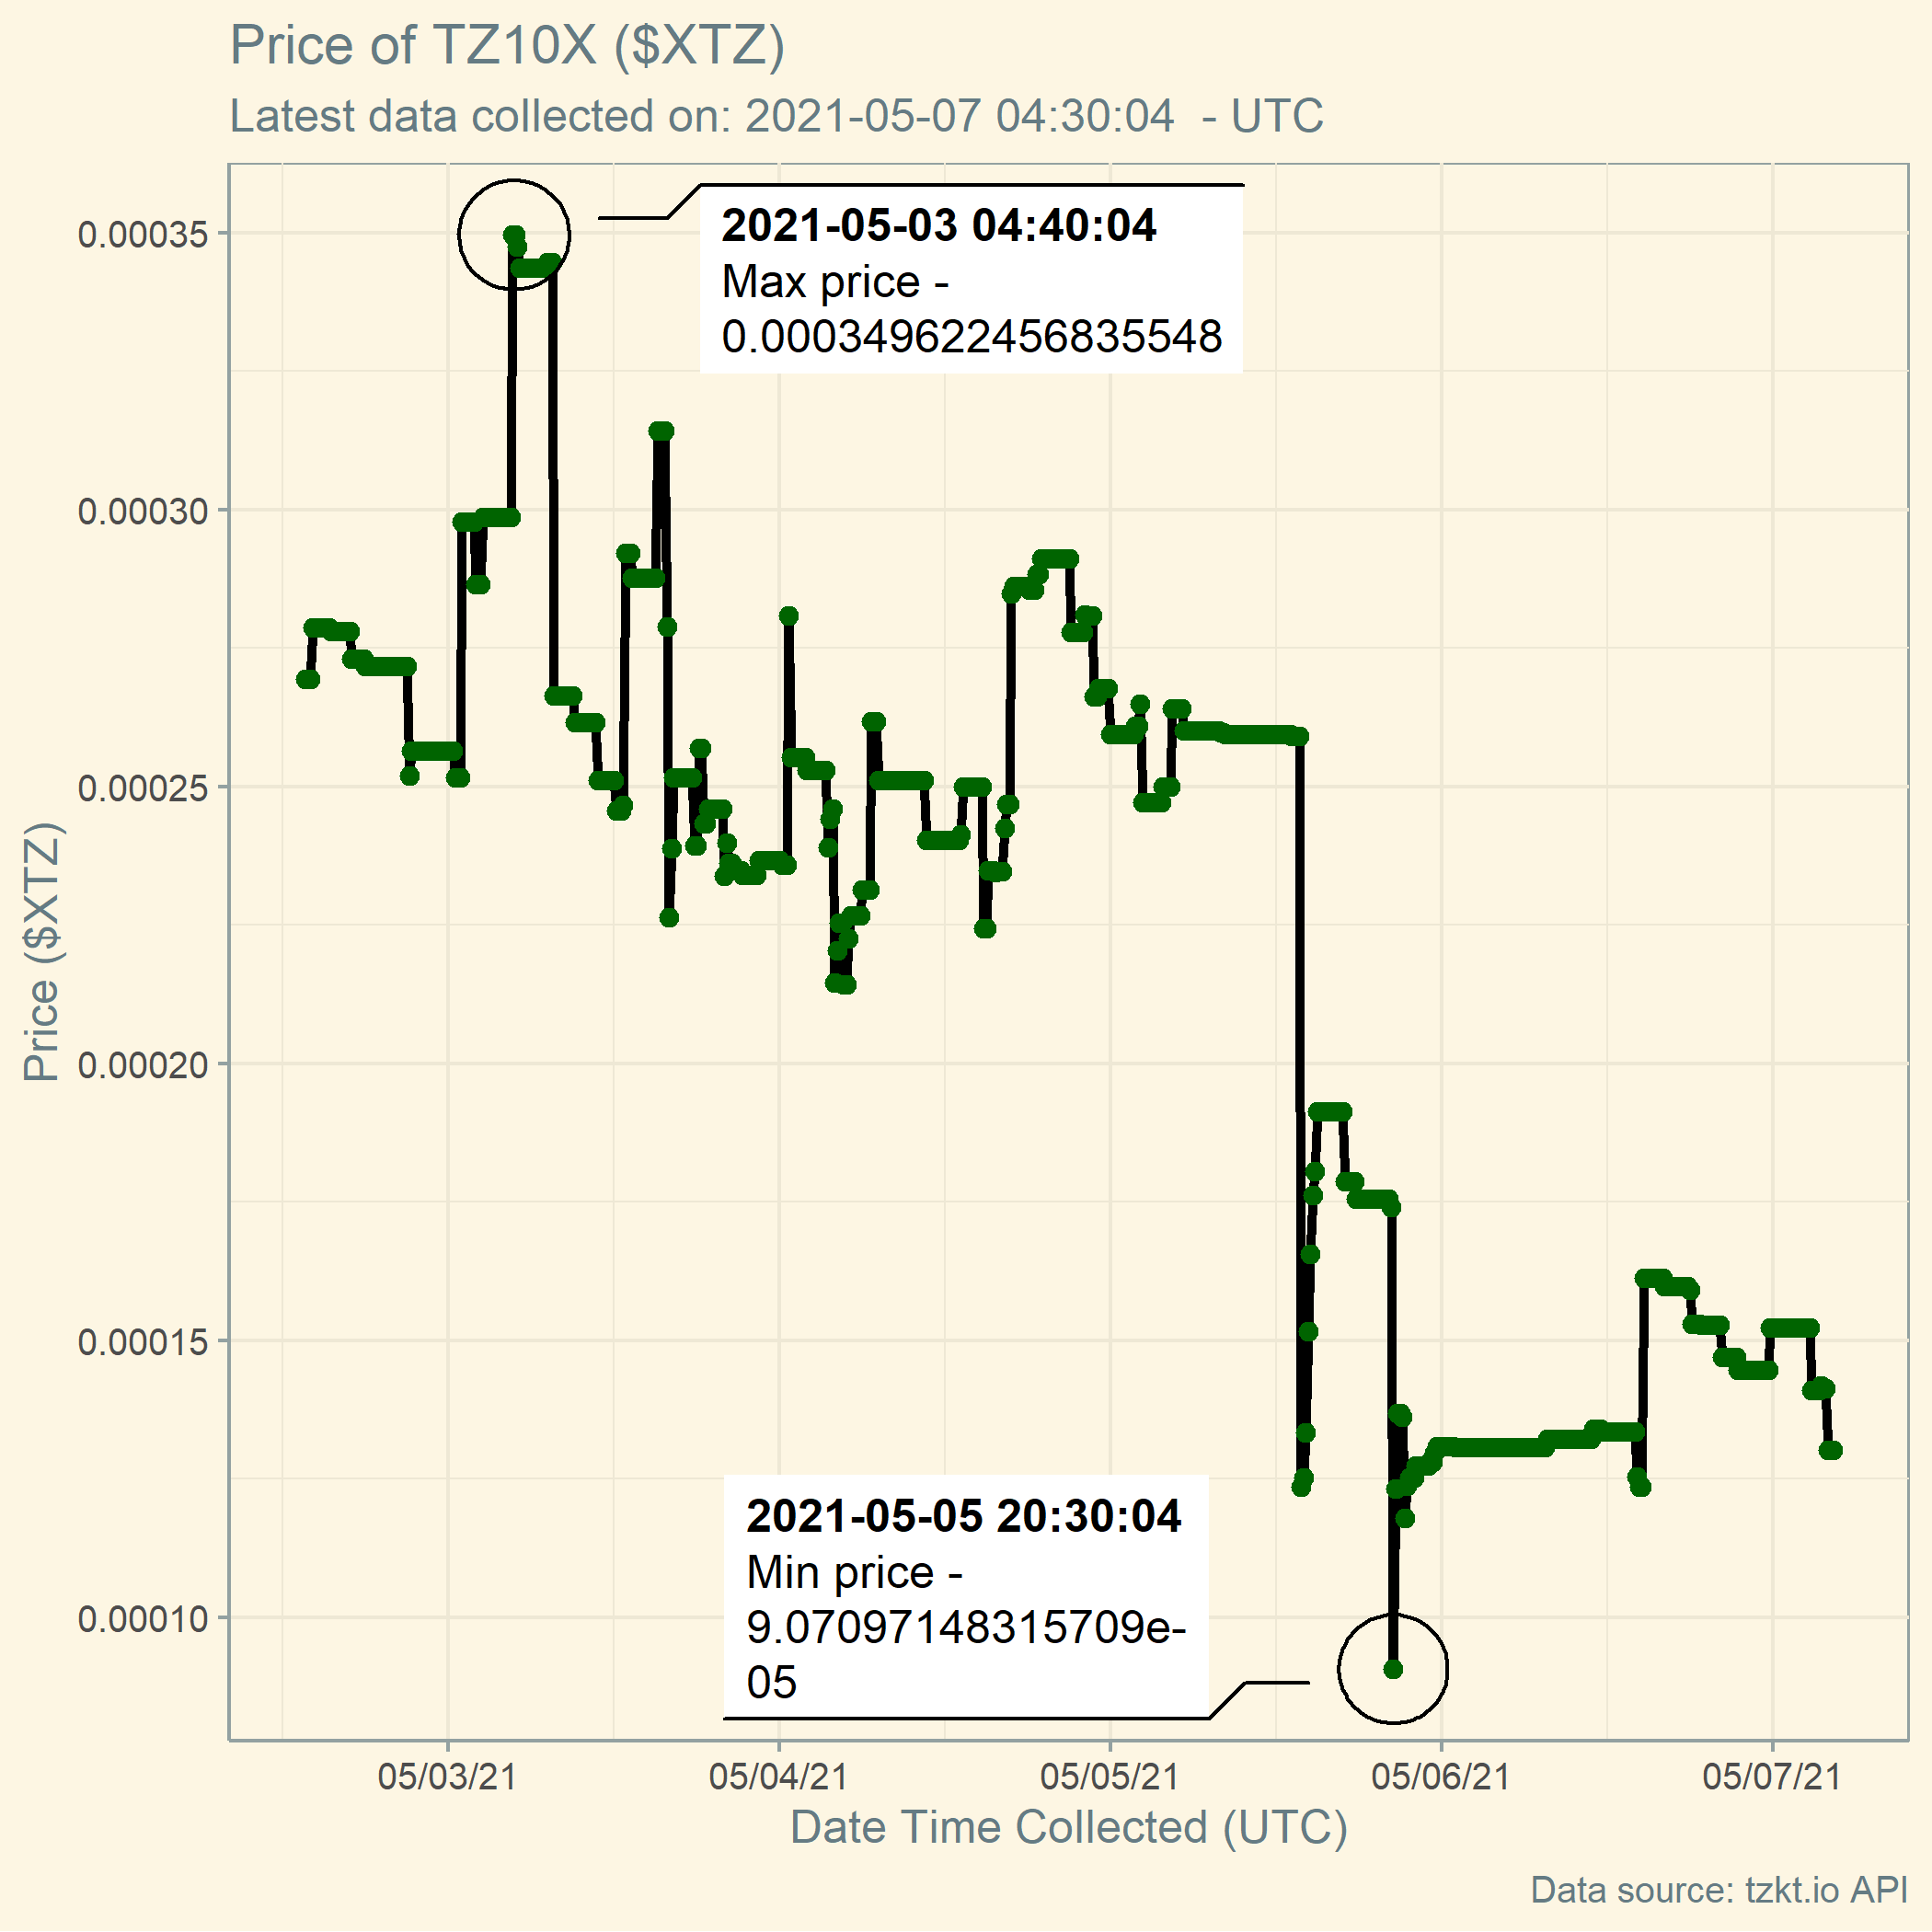 Price of TZ10X ($XTZ)
Latest data collected on: 2021-05-07 04:30:04  - UTC
2021-05-03 04:40:04
Max price -
0.000349622456835548
0.00035
0.00030
0.00025
0.00020
0.00015
0.00010
Price ($XTZ)
2021-05-05 20:30:04
Min price -
9.07097148315709e-
05
05/03/21
05/04/21
05/05/21
05/06/21
05/07/21
Date Time Collected (UTC)
Data source: tzkt.io API